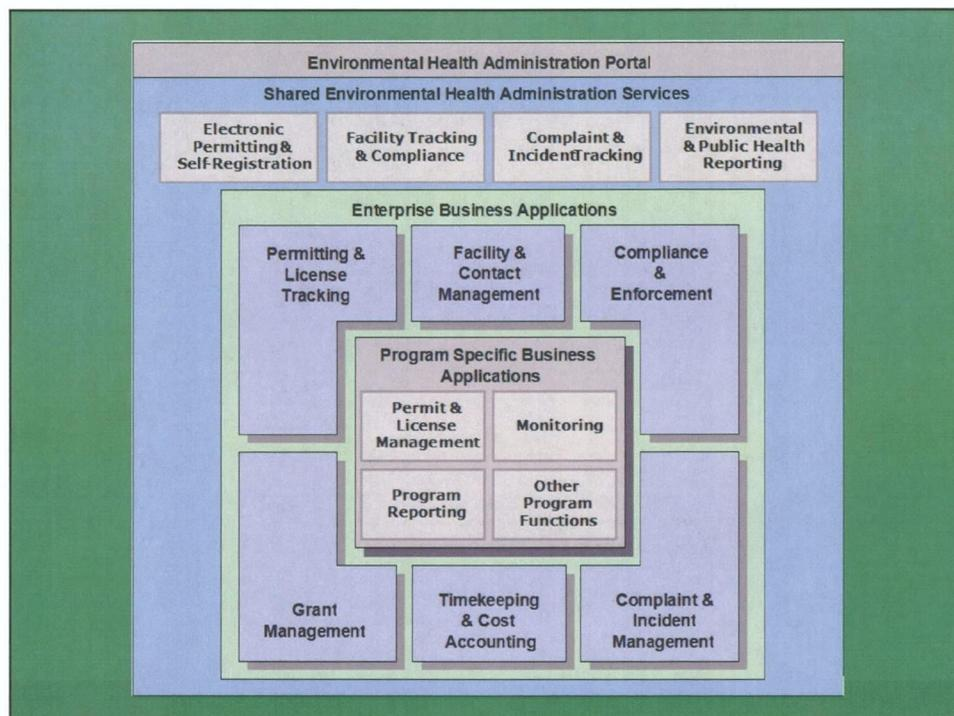 Environmental Health Administration Portal
Shared Environmental Health Administration Services
Electronic
Permitting &
Self-Registration
Facility Tracking
& Compliance
Complaint &
IncidentTracking
Environmental
& Public Health
Reporting
Enterprise Business Applications
Permitting &
License
Tracking
Facility &
Contact
Management
Compliance
&
Enforcement
Program Specific Business
Applications
Permit &
License
Management
Monitoring
Program
Reporting
Other
Program
Functions
Grant
Management
Timekeeping
& Cost
Accounting
Complaint &
Incident
Management